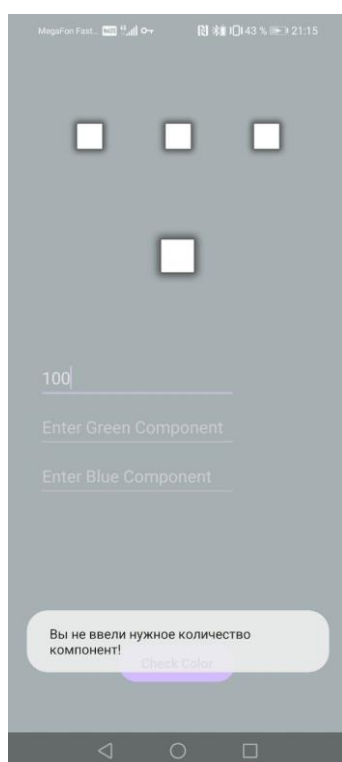 MegaFon Fast..
43 % 21:15
100
Enter Green Component
Enter Blue Component
Вы не ввели нужное количество
компонент!
Check Color